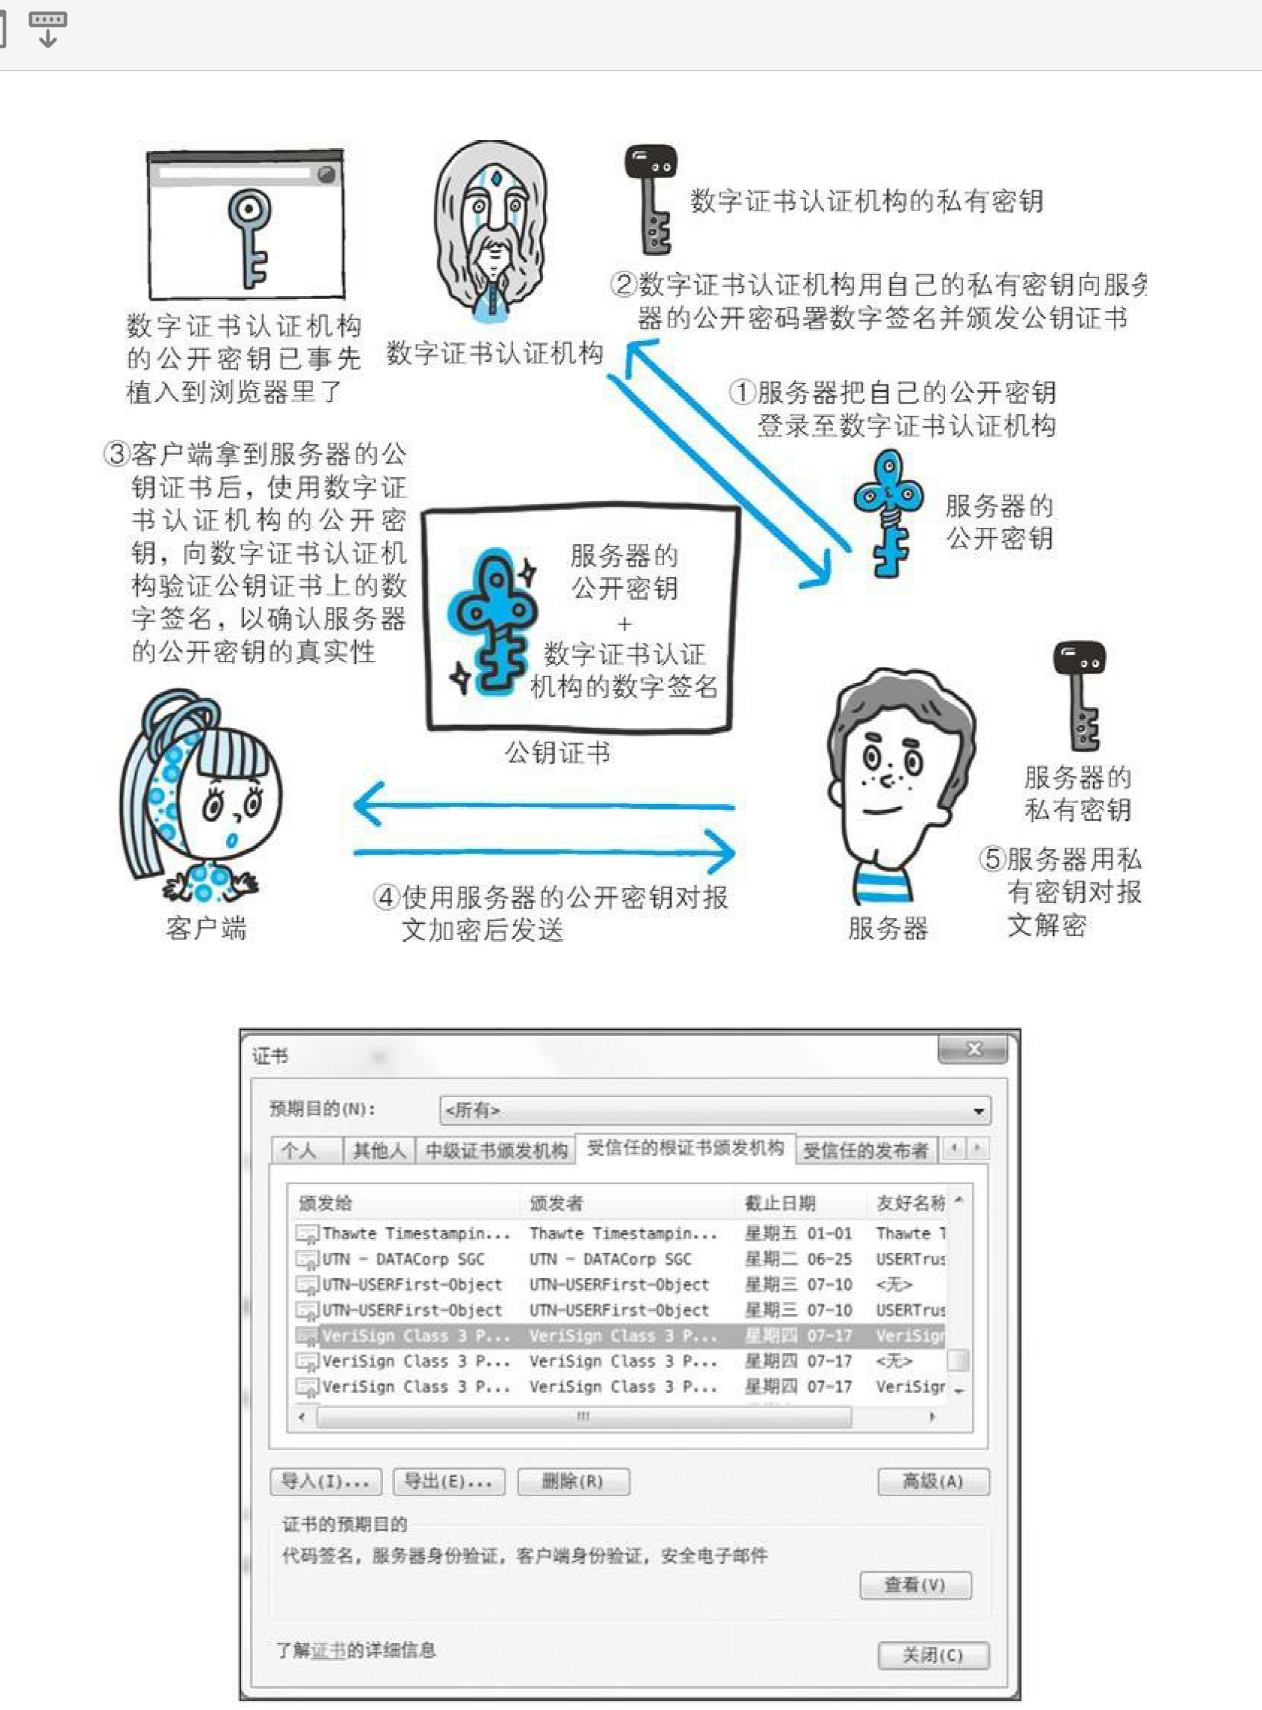 数字证书认证机构的私有密钥
②数字证书认证机构用自己的私有密钥向服务
器的公开密码署数字签名并颁发公钥证书
数字证书认证机构
的公开密钥已事先
植入到浏览器里了
数字证书认证机构
①服务器把自己的公开密钥
登录至数字证书认证机构
③客户端拿到服务器的公
钥证书后，使用数字证
书认证机构的公开密
钥，向数字证书认证机
构验证公钥证书上的数
字签名，以确认服务器
的公开密钥的真实性
服务器的
公开密钥
服务器的
公开密钥
+
数字证书认证
机构的数字签名
公钥证书
服务器的
私有密钥
④使用服务器的公开密钥对报
文加密后发送
⑤服务器用私
有密钥对报
文解密
客户端
服务器
证书
预期目的(N):
<所有>
个人 其他人 中级证书颁发机构 受信任的根证书颁发机构 受信任的发布者
颁发给 颁发者 截止日期 友好名称
Thawte Timestampin... Thawte Timestampin... 星期五 01-01 Thawte T
UTN - DATACorp SGC UTN - DATACorp SGC 星期二 06-25 USERTrus
UTN-USERFirst-Object UTN-USERFirst-Object 星期三 07-10 <无>
UTN-USERFirst-Object UTN-USERFirst-Object 星期三 07-10 USERTrus
VeriSign Class 3 P... VeriSign Class 3 P... 星期四 07-17 VeriSign
VeriSign Class 3 P... VeriSign Class 3 P... 星期四 07-17 <无>
VeriSign Class 3 P... VeriSign Class 3 P... 星期四 07-17 VeriSign
导入(I)... 导出(E)... 删除(R) 高级(A)
证书的预期目的
代码签名，服务器身份验证，客户端身份验证，安全电子邮件
查看(V)
了解证书的详细信息
关闭(C)